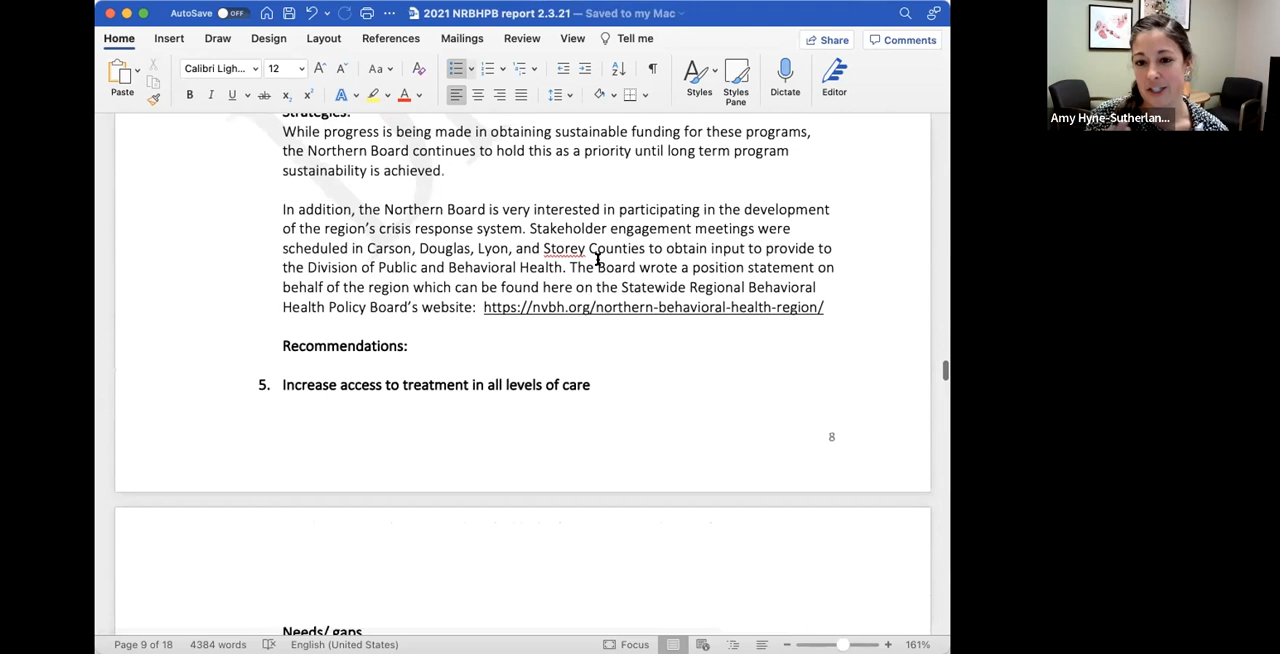 AutoSave OFF
2021 NRBHPB report 2.3.21 — Saved to my Mac
Home Insert Draw Design Layout References Mailings Review View Tell me
Share Comments
Paste
Calibri Ligh... 12
Styles
Styles Pane
Dictate
Editor
Strategies:
While progress is being made in obtaining sustainable funding for these programs,
the Northern Board continues to hold this as a priority until long term program
sustainability is achieved.
In addition, the Northern Board is very interested in participating in the development
of the region's crisis response system. Stakeholder engagement meetings were
scheduled in Carson, Douglas, Lyon, and Storey Counties to obtain input to provide to
the Division of Public and Behavioral Health. The Board wrote a position statement on
behalf of the region which can be found here on the Statewide Regional Behavioral
Health Policy Board's website: https://nvbh.org/northern-behavioral-health-region/
Recommendations:
5. Increase access to treatment in all levels of care
8
Needs/ gaps
Page 9 of 18 4384 words English (United States) Focus 161%
Amy Hyne-Sutherlan...